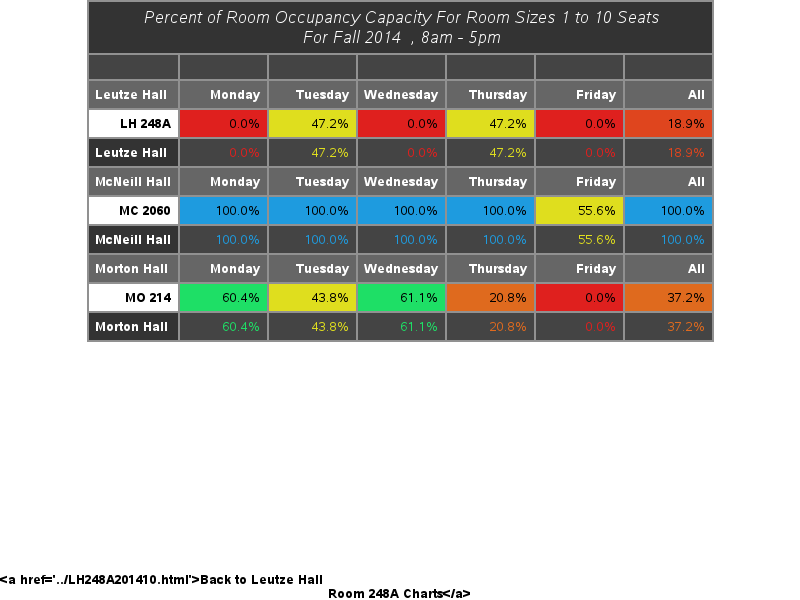 Percent of Room Occupancy Capacity For Room Sizes 1 to 10 Seats
For Fall 2014 , 8am - 5pm
Leutze Hall Monday Tuesday Wednesday Thursday Friday All
LH 248A 0.0% 47.2% 0.0% 47.2% 0.0% 18.9%
Leutze Hall 0.0% 47.2% 0.0% 47.2% 0.0% 18.9%
McNeill Hall Monday Tuesday Wednesday Thursday Friday All
MC 2060 100.0% 100.0% 100.0% 100.0% 55.6% 100.0%
McNeill Hall 100.0% 100.0% 100.0% 100.0% 55.6% 100.0%
Morton Hall Monday Tuesday Wednesday Thursday Friday All
MO 214 60.4% 43.8% 61.1% 20.8% 0.0% 37.2%
Morton Hall 60.4% 43.8% 61.1% 20.8% 0.0% 37.2%
<a href='../LH248A201410.html'>Back to Leutze Hall
Room 248A Charts</a>